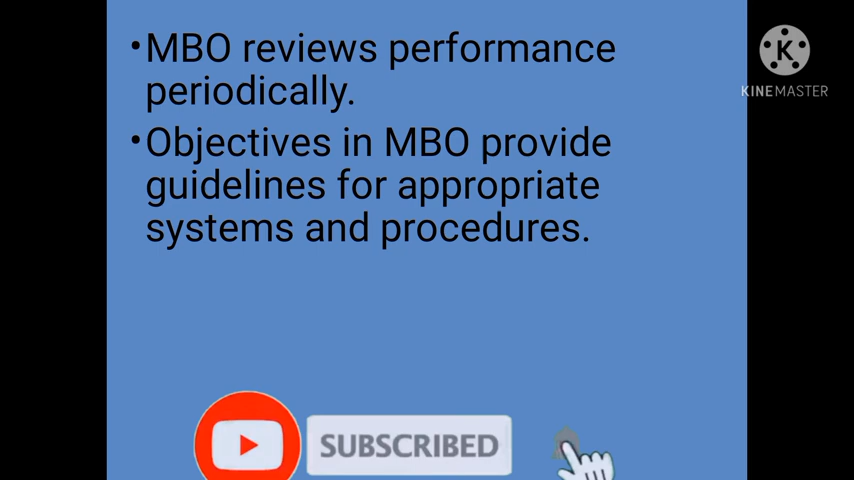 •MBO reviews performance
periodically.
•Objectives in MBO provide
guidelines for appropriate
systems and procedures.
KINEMASTER
SUBSCRIBED